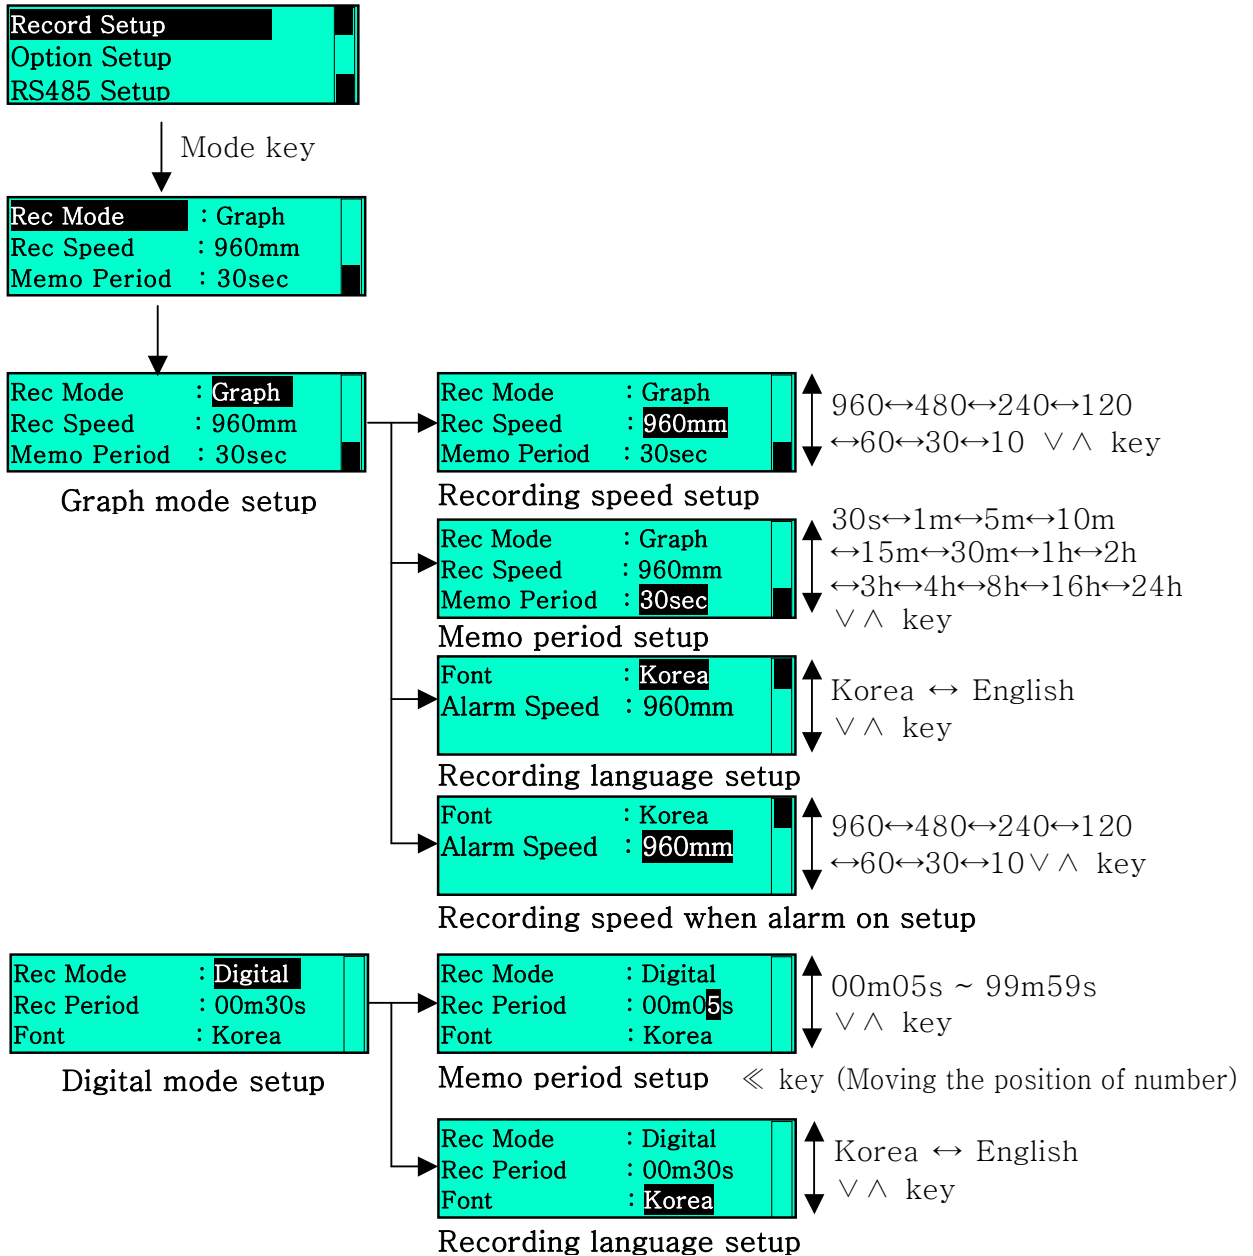 Record Setup
Option Setup
RS485 Setup
Mode key
Rec Mode : Graph
Rec Speed : 960mm
Memo Period : 30sec
Rec Mode : Graph
Rec Speed : 960mm
Memo Period : 30sec
Graph mode setup
Rec Mode : Graph
Rec Speed : 960mm
Memo Period : 30sec
960↔480↔240↔120
↔60↔30↔10 ∨∧ key
Recording speed setup
Rec Mode : Graph
Rec Speed : 960mm
Memo Period : 30sec
30s↔1m↔5m↔10m
↔15m↔30m↔1h↔2h
↔3h↔4h↔8h↔16h↔24h
∨∧ key
Memo period setup
Font : Korea
Alarm Speed : 960mm
Korea ↔ English
∨∧ key
Recording language setup
Font : Korea
Alarm Speed : 960mm
960↔480↔240↔120
↔60↔30↔10∨∧ key
Recording speed when alarm on setup
Rec Mode : Digital
Rec Period : 00m30s
Font : Korea
Digital mode setup
Rec Mode : Digital
Rec Period : 00m05s
Font : Korea
00m05s ~ 99m59s
∨∧ key
Memo period setup ≪ key (Moving the position of number)
Rec Mode : Digital
Rec Period : 00m30s
Font : Korea
Korea ↔ English
∨∧ key
Recording language setup